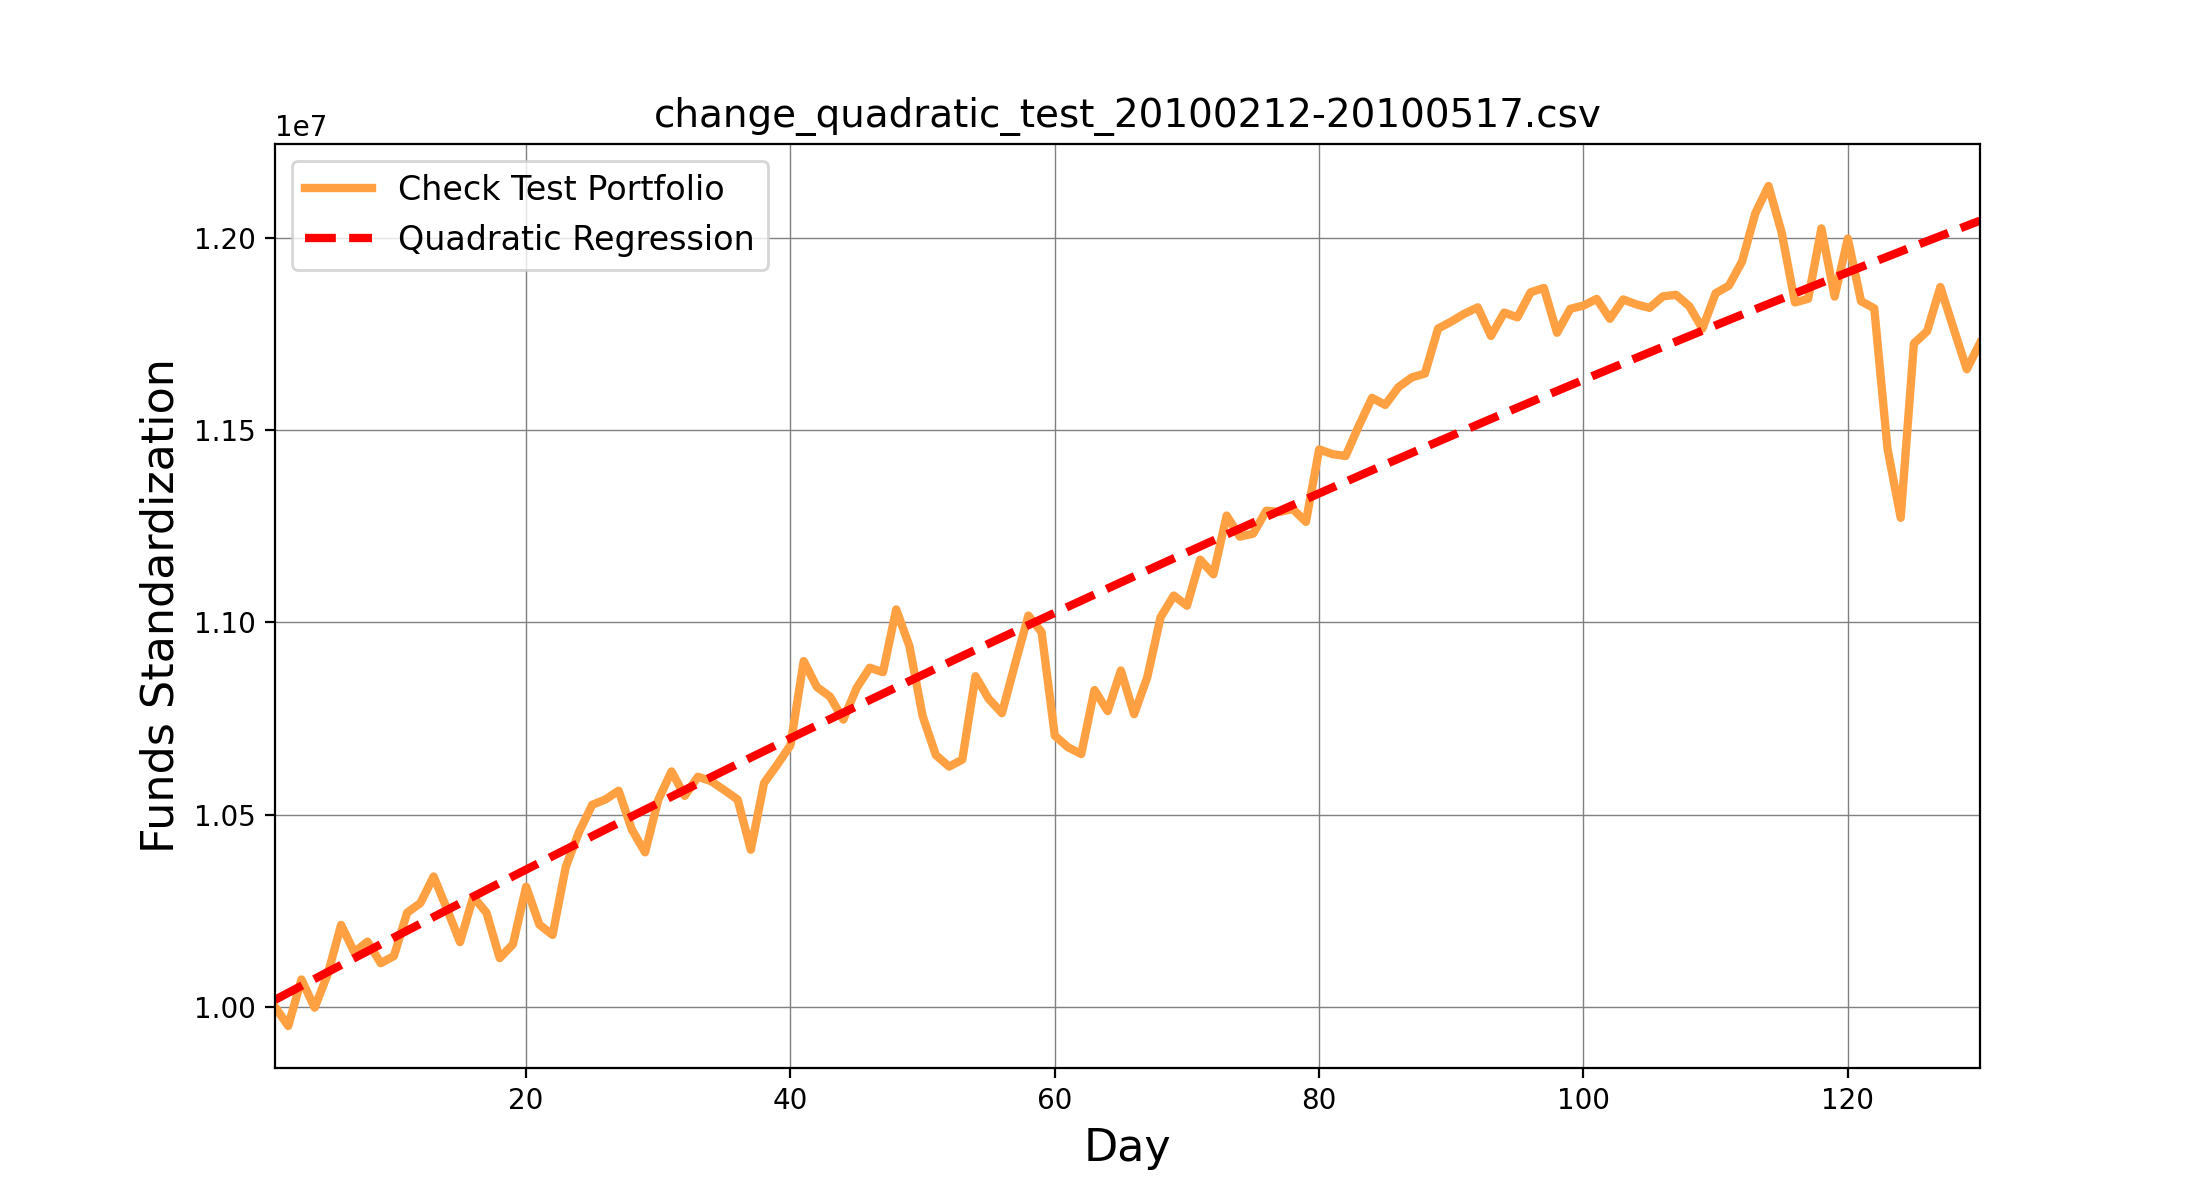 change_quadratic_test_20100212-20100517.csv
1e7
Check Test Portfolio
Quadratic Regression
1.20
1.15
1.10
1.05
1.00
Funds Standardization
20 40 60 80 100 120
Day